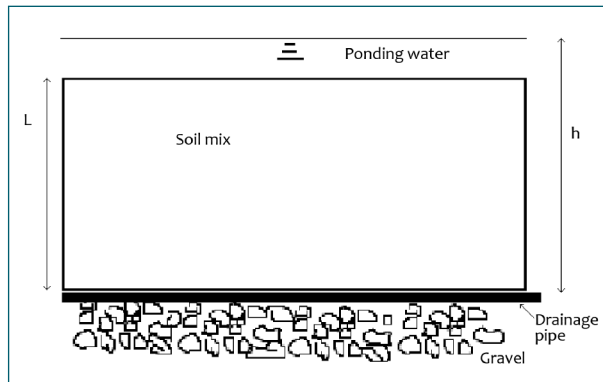 Ponding water
L
Soil mix
h
Drainage
pipe
Gravel